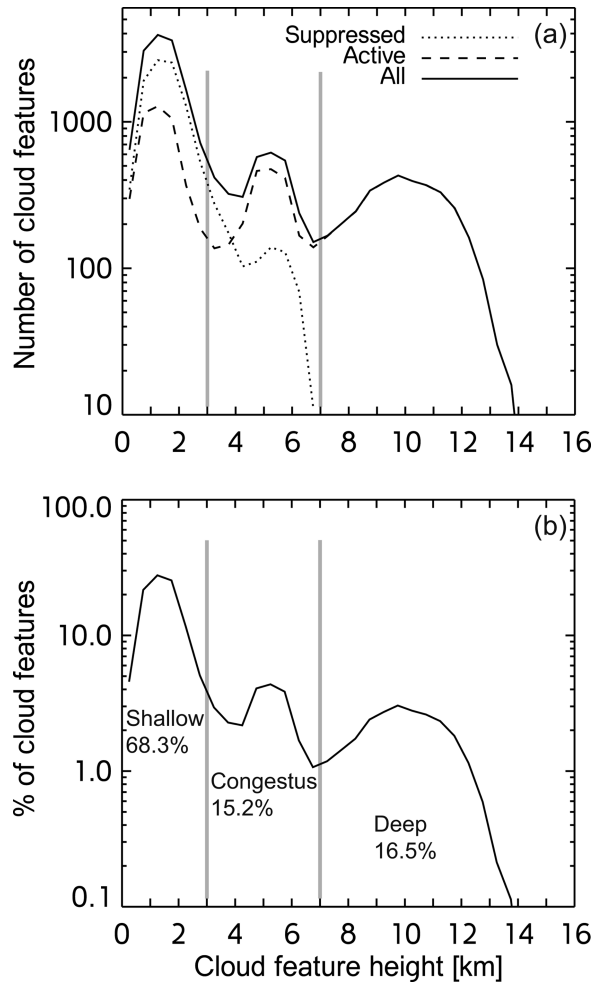 Suppressed
Active
All
(a)
1000
100
10
Number of cloud features
0 2 4 6 8 10 12 14 16
(b)
100.0
10.0
1.0
0.1
% of cloud features
Shallow
68.3%
Congestus
15.2%
Deep
16.5%
0 2 4 6 8 10 12 14 16
Cloud feature height [km]